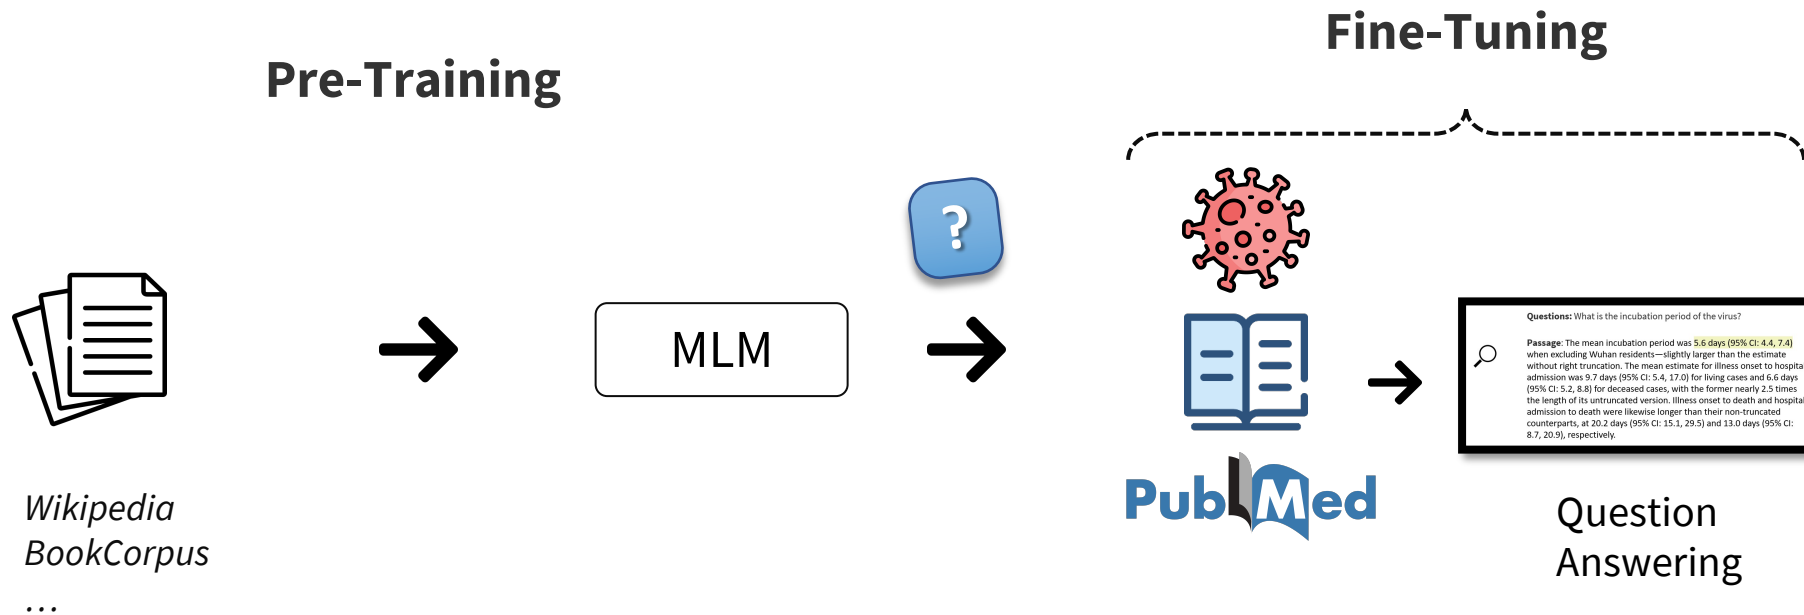 Pre-Training
Fine-Tuning
?
MLM
Wikipedia
BookCorpus
...
PubMed
Questions: What is the incubation period of the virus?
Passage: The mean incubation period was 5.6 days (95% CI: 4.4, 7.4)
when excluding Wuhan residents—slightly larger than the estimate
without right truncation. The mean estimate for illness onset to hospital
admission was 9.7 days (95% CI: 5.4, 17.0) for living cases and 6.6 days
(95% CI: 5.2, 8.8) for deceased cases, with the former nearly 2.5 times
the length of its untruncated version. Illness onset to death and hospital
admission to death were likewise longer than their non-truncated
counterparts, at 20.2 days (95% CI: 15.1, 29.5) and 13.0 days (95% CI:
8.7, 20.9), respectively.
Question
Answering